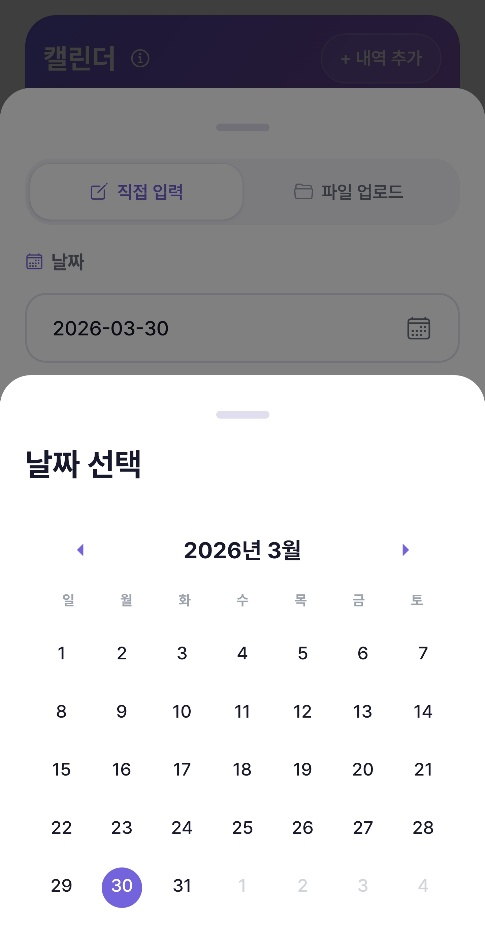 캘린더
+ 내역 추가
직접 입력 파일 업로드
날짜
2026-03-30
날짜 선택
2026년 3월
일 월 화 수 목 금 토
1 2 3 4 5 6 7
8 9 10 11 12 13 14
15 16 17 18 19 20 21
22 23 24 25 26 27 28
29 30 31 1 2 3 4